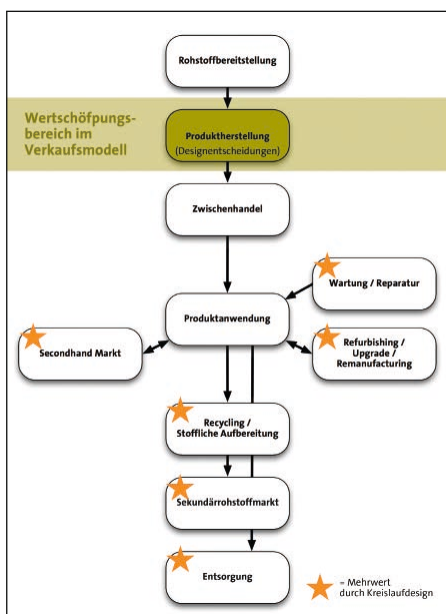 Rohstoffbereitstellung
Wertschöfpungs-
bereich im
Verkaufsmodell
Produktherstellung
(Designentscheidungen)
Zwischenhandel
Wartung / Reparatur
Produktanwendung
Secondhand Markt
Refurbishing /
Upgrade /
Remanufacturing
Recycling /
Stoffliche Aufbereitung
Sekundärrohstoffmarkt
Entsorgung
= Mehrwert
durch Kreislaufdesign